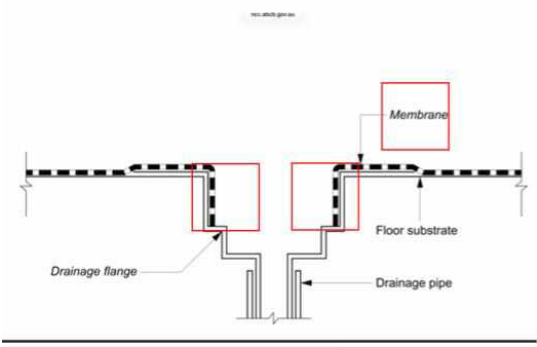 ncc.abcb.gov.au
Membrane
Floor substrate
Drainage flange
Drainage pipe